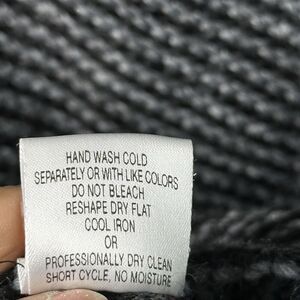 HAND WASH COLD
SEPARATELY OR WITH LIKE COLORS
DO NOT BLEACH
RESHAPE DRY FLAT
COOL IRON
OR
PROFESSIONALLY DRY CLEAN
SHORT CYCLE, NO MOISTURE